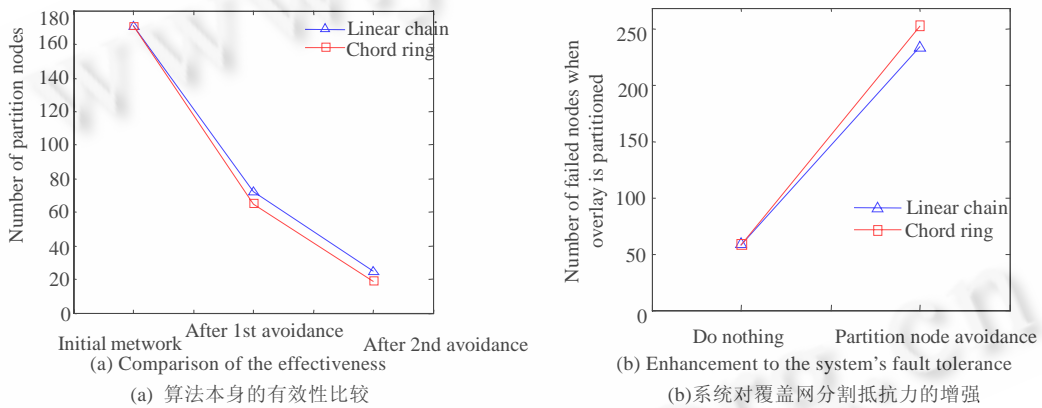 180
160
140
120
100
80
60
40
20
0
Number of partition nodes
Linear chain
Chord ring
Initial metwork
After 1st avoidance
After 2nd avoidance
(a) Comparison of the effectiveness
(a) 算法本身的有效性比较
250
200
150
100
50
0
Number of failed nodes when
overlay is partitioned
Linear chain
Chord ring
Do nothing
Partition node avoidance
(b) Enhancement to the system's fault tolerance
(b)系统对覆盖网分割抵抗力的增强